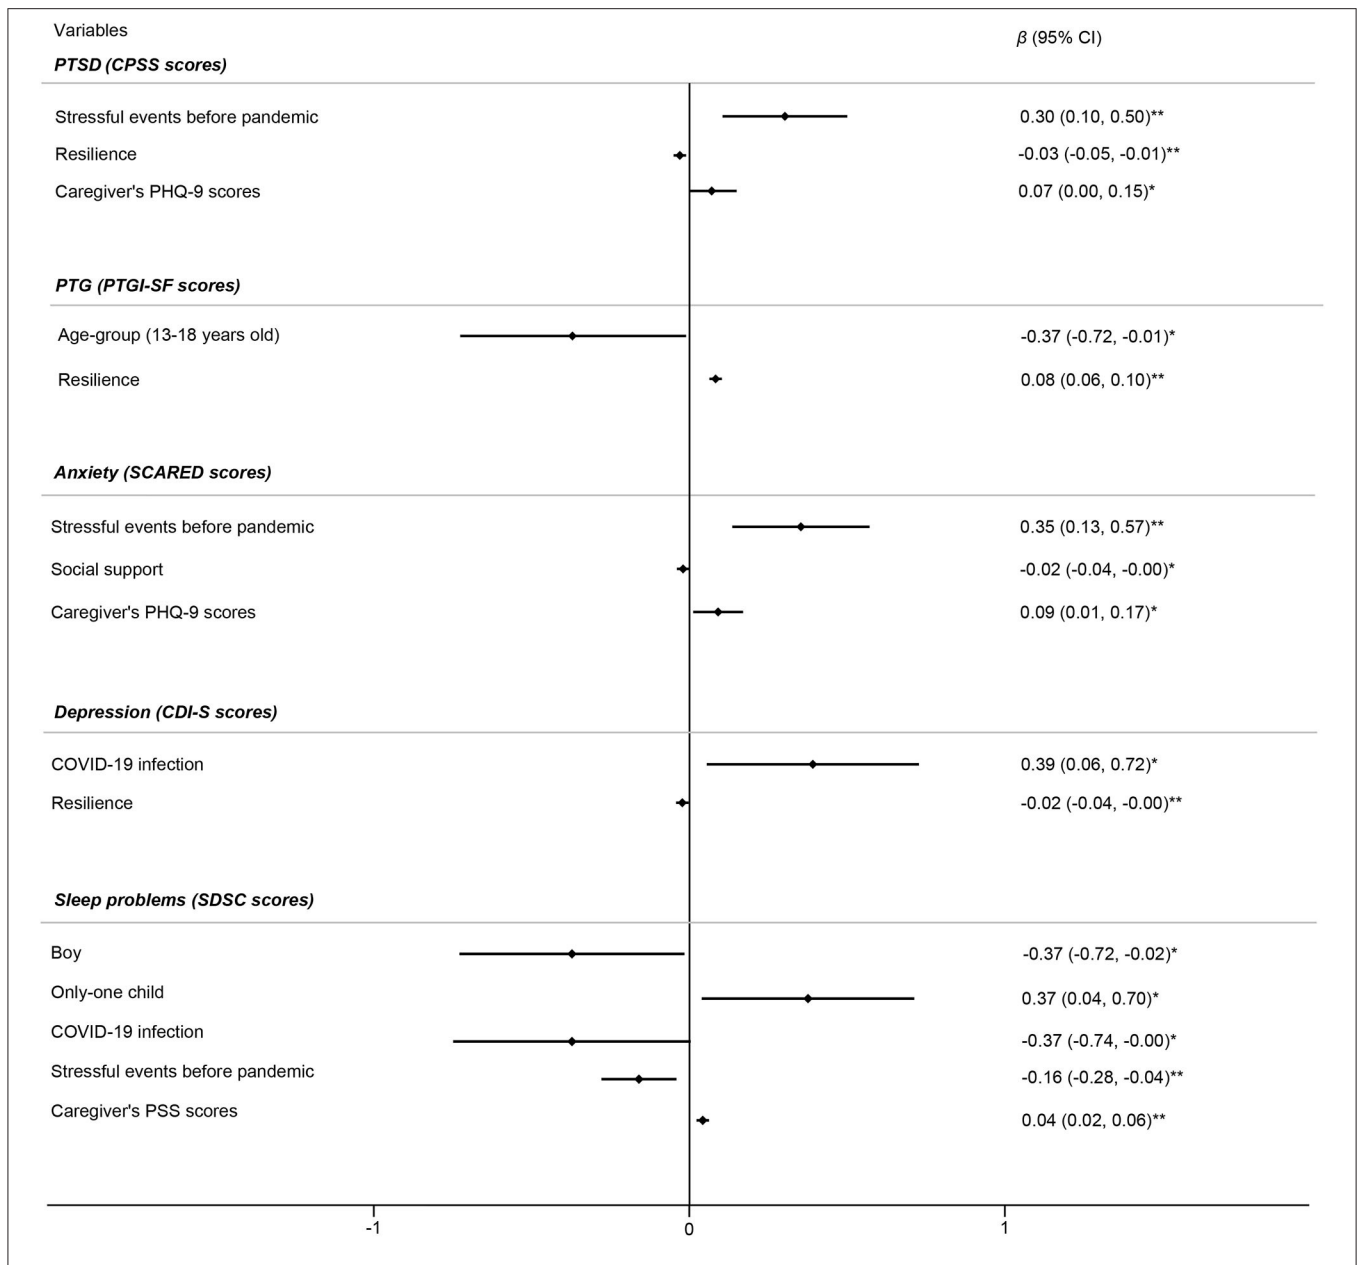 Variables β (95% CI)
PTSD (CPSS scores)
Stressful events before pandemic 0.30 (0.10, 0.50)**
Resilience -0.03 (-0.05, -0.01)**
Caregiver's PHQ-9 scores 0.07 (0.00, 0.15)*
PTG (PTGI-SF scores)
Age-group (13-18 years old) -0.37 (-0.72, -0.01)*
Resilience 0.08 (0.06, 0.10)**
Anxiety (SCARED scores)
Stressful events before pandemic 0.35 (0.13, 0.57)**
Social support -0.02 (-0.04, -0.00)*
Caregiver's PHQ-9 scores 0.09 (0.01, 0.17)*
Depression (CDI-S scores)
COVID-19 infection 0.39 (0.06, 0.72)*
Resilience -0.02 (-0.04, -0.00)**
Sleep problems (SDSC scores)
Boy -0.37 (-0.72, -0.02)*
Only-one child 0.37 (0.04, 0.70)*
COVID-19 infection -0.37 (-0.74, -0.00)*
Stressful events before pandemic -0.16 (-0.28, -0.04)**
Caregiver's PSS scores 0.04 (0.02, 0.06)**
-1 0 1